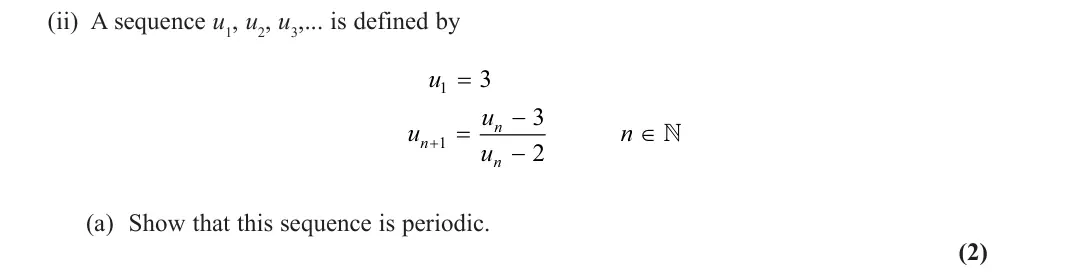 (ii) A sequence u₁, u₂, u₃,... is defined by
u₁ = 3
uₙ₊₁ = (uₙ − 3)/(uₙ − 2)    n ∈ ℕ
(a) Show that this sequence is periodic.
(2)